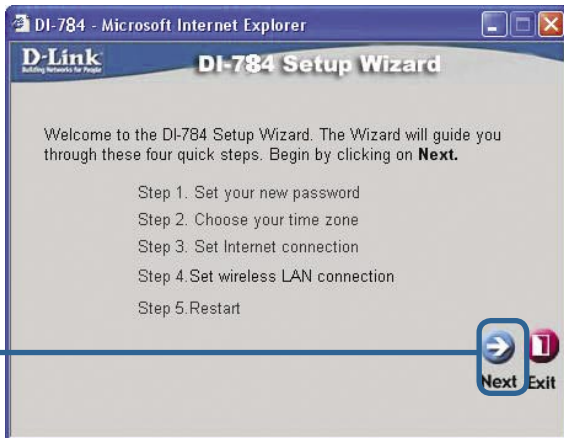 DI-784 - Microsoft Internet Explorer
D-Link
Building Networks for People
DI-784 Setup Wizard
Welcome to the DI-784 Setup Wizard. The Wizard will guide you
through these four quick steps. Begin by clicking on Next.
Step 1. Set your new password
Step 2. Choose your time zone
Step 3. Set Internet connection
Step 4.Set wireless LAN connection
Step 5.Restart
Next Exit